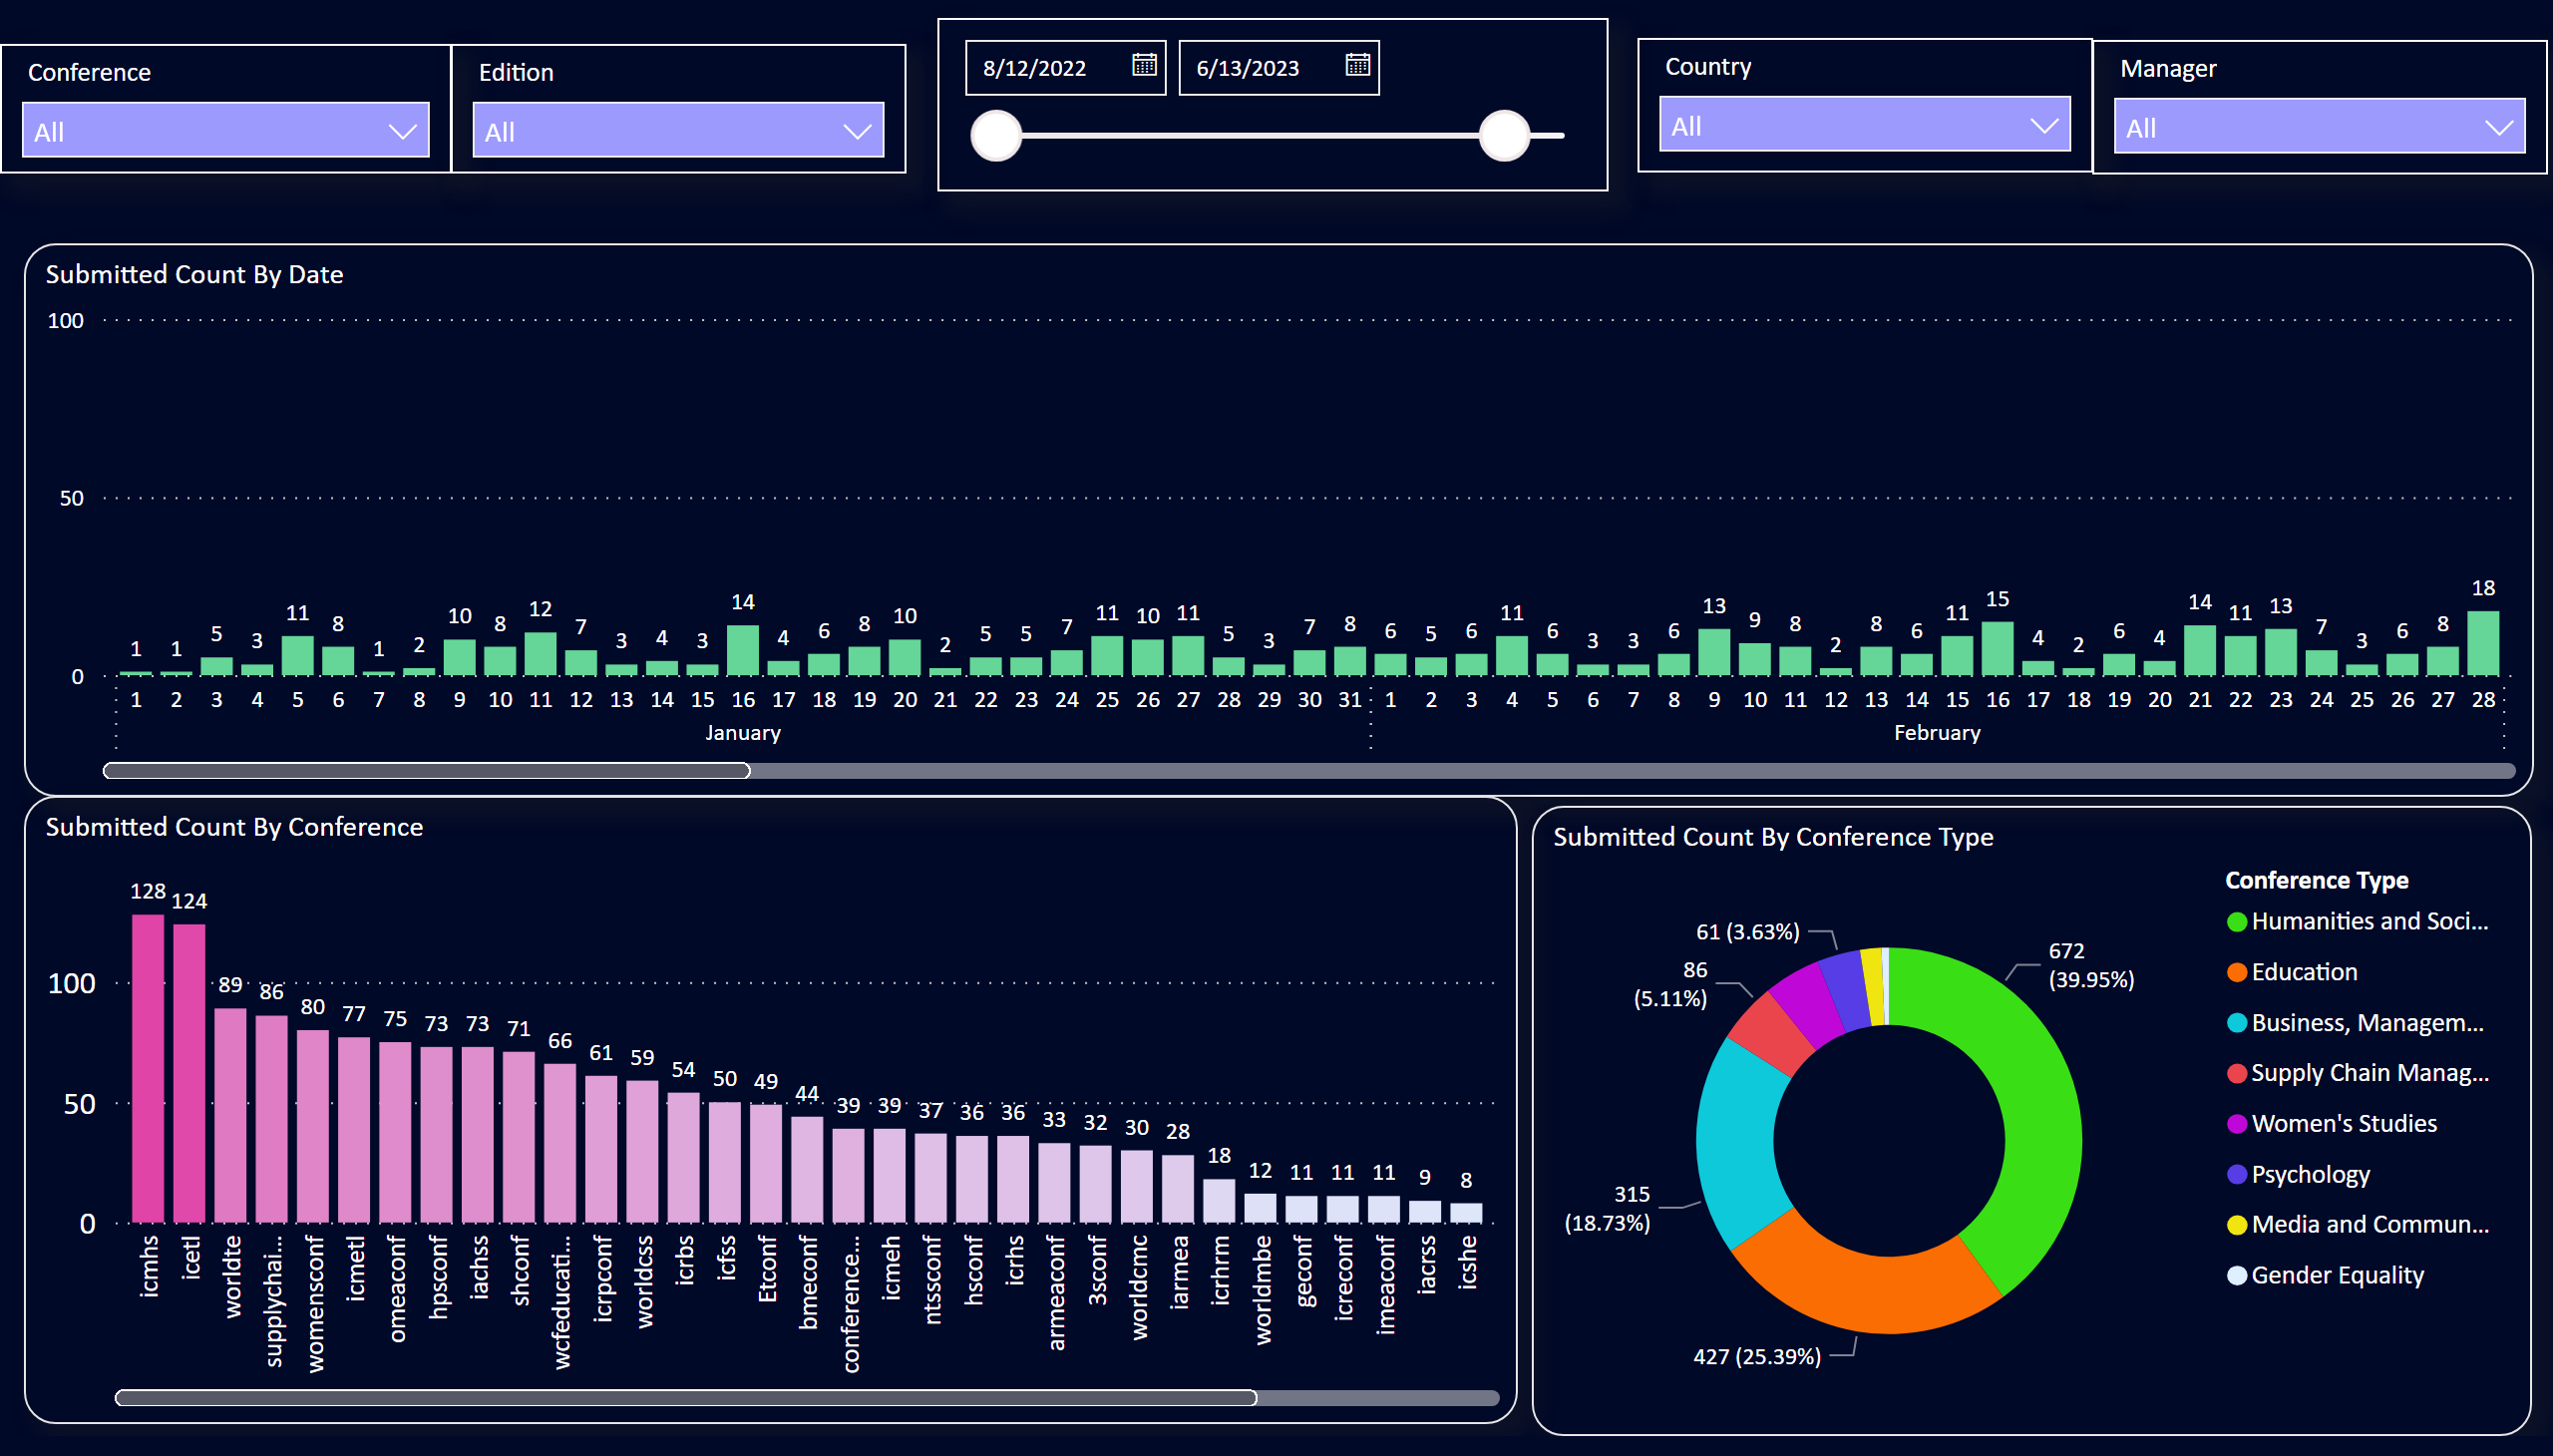 Conference
All
Edition
All
8/12/2022
6/13/2023
Country
All
Manager
All
Submitted Count By Date
100
50
0
1 1 5 3 11 8 1 2 10 8 12 7 3 4 3 14 4 6 8 10 2 5 5 7 11 10 11 5 3 7 8 6 5 6 11 6 3 3 6 13 9 8 2 8 6 11 15 4 2 6 4 14 11 13 7 3 6 8 18
1 2 3 4 5 6 7 8 9 10 11 12 13 14 15 16 17 18 19 20 21 22 23 24 25 26 27 28 29 30 31 1 2 3 4 5 6 7 8 9 10 11 12 13 14 15 16 17 18 19 20 21 22 23 24 25 26 27 28
January February
Submitted Count By Conference
100
50
0
128 124 89 86 80 77 75 73 73 71 66 61 59 54 50 49 44 39 39 37 36 36 33 32 30 28 18 12 11 11 11 9 8
icmhs
icetl
worldte
supplychai...
womensconf
icmetl
omeaconf
hpsconf
iachss
shconf
wcfeducati...
icrpconf
worldcss
icrbs
icfss
Etconf
bmeconf
conference...
icmeh
ntssconf
hsconf
icrhs
armeaconf
3sconf
worldcmc
iarmea
icrhrm
worldmbe
geconf
icreconf
imeaconf
iacrss
icshe
Submitted Count By Conference Type
672
(39.95%)
427 (25.39%)
315
(18.73%)
86
(5.11%)
61 (3.63%)
Conference Type
Humanities and Soci...
Education
Business, Managem...
Supply Chain Manag...
Women's Studies
Psychology
Media and Commun...
Gender Equality